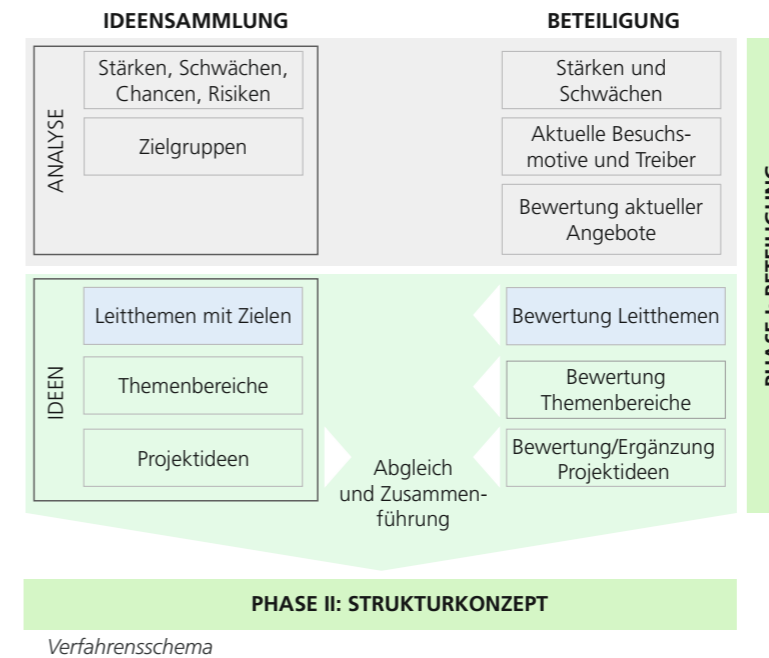 IDEENSAMMLUNG
BETEILIGUNG
ANALYSE
Stärken, Schwächen,
Chancen, Risiken
Zielgruppen
Stärken und
Schwächen
Aktuelle Besuchs-
motive und Treiber
Bewertung aktueller
Angebote
IDEEN
Leitthemen mit Zielen
Themenbereiche
Projektideen
Bewertung Leitthemen
Bewertung
Themenbereiche
Bewertung/Ergänzung
Projektideen
Abgleich
und Zusammen-
führung
PHASE I: BETEILIGUNG
PHASE II: STRUKTURKONZEPT
Verfahrensschema